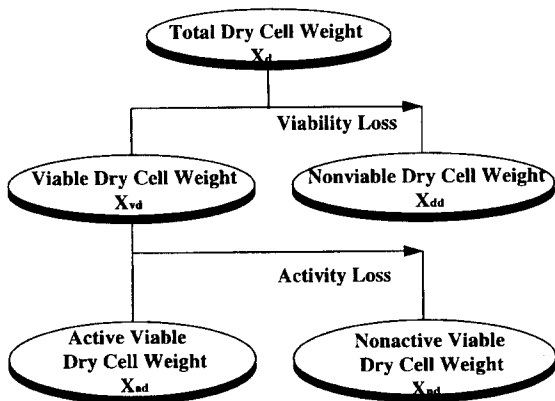 Total Dry Cell Weight
Xd
Viability Loss
Viable Dry Cell Weight
Xvd
Nonviable Dry Cell Weight
Xdd
Activity Loss
Active Viable
Dry Cell Weight
Xad
Nonactive Viable
Dry Cell Weight
Xnd